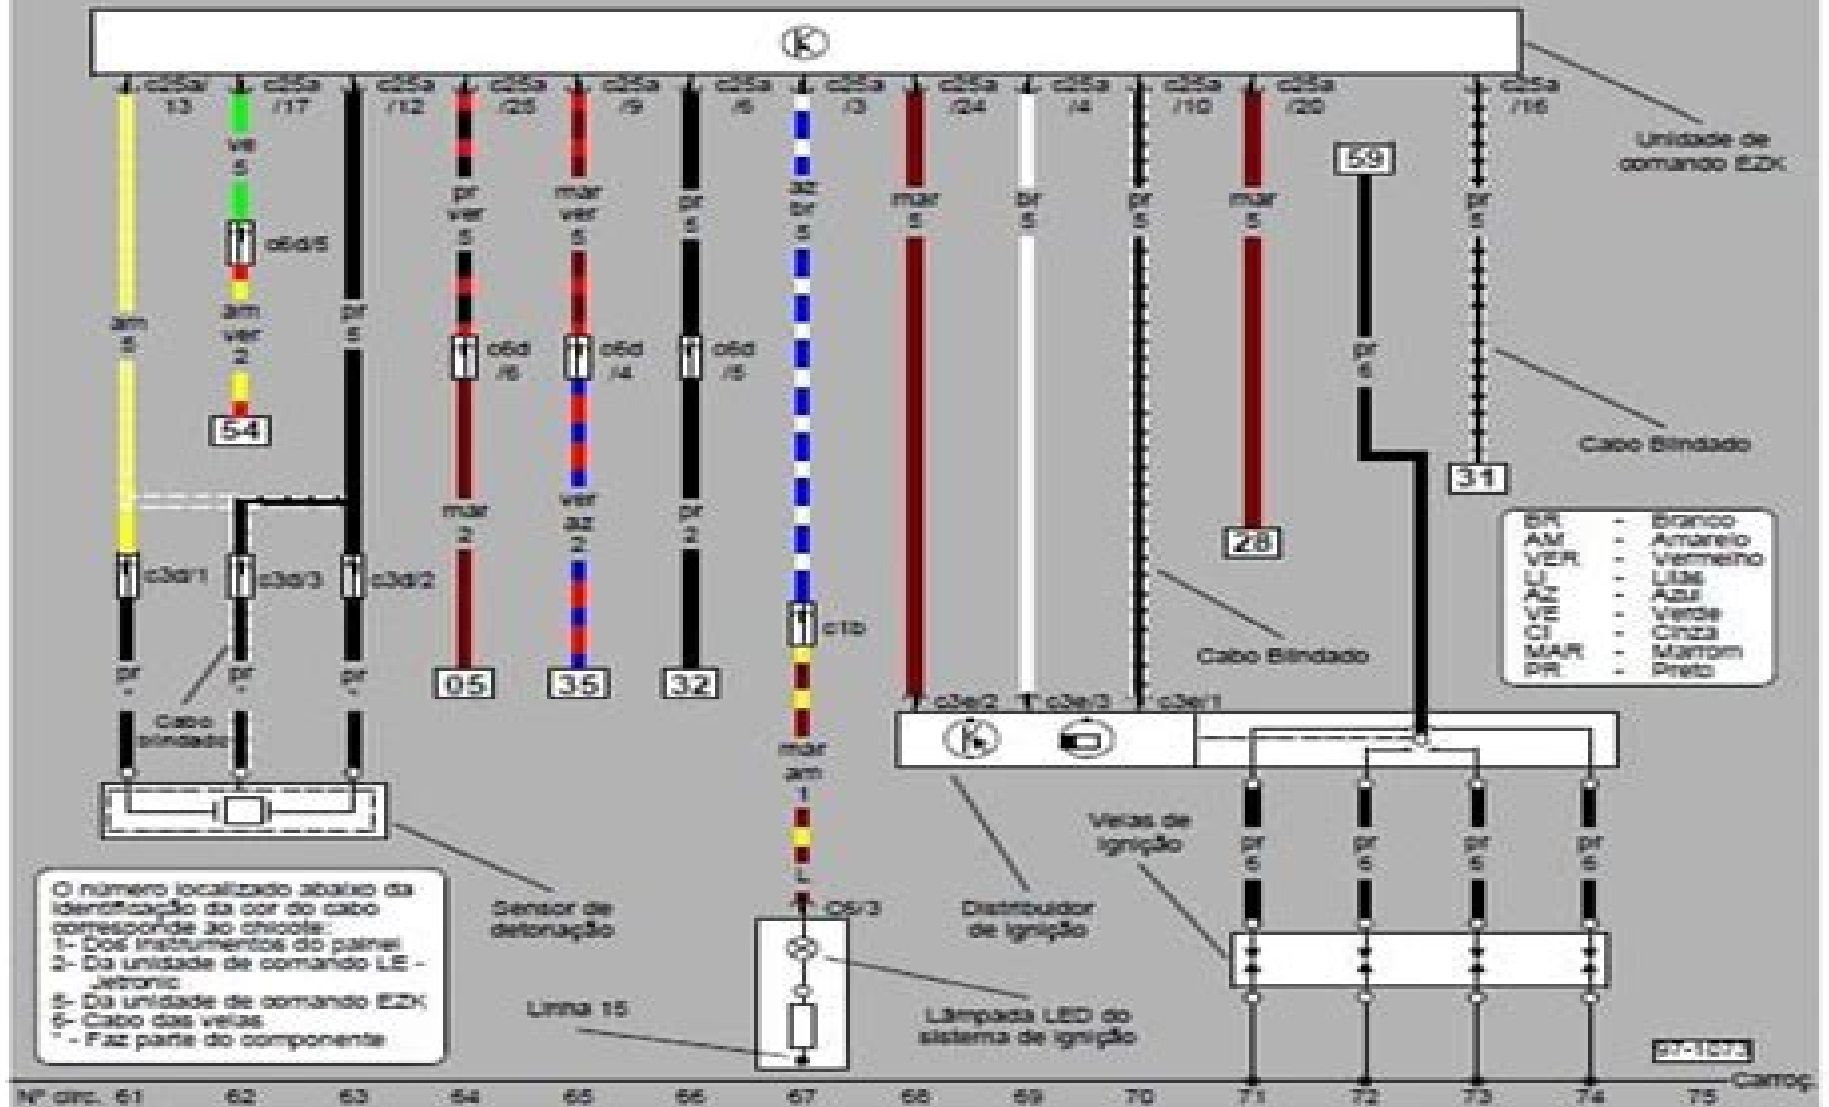 K
c25a/ c25a c25a c25a c25a c25a c25a c25a c25a c25a c25a c25a
13 /17 /12 /25 /9 /6 /3 /24 /4 /10 /20 /16
Unidade de
comando EZK
59
ve
5
pr
ver
5
mar
ver
5
pr
5
az
br
5
mar
5
br
5
pr
5
mar
5
pr
5
c6d/5
am
5
am
ver
2
pr
5
pr
6
c6d
/6
c6d
/4
c6d
/5
54
Cabo Blindado
31
mar
2
ver
az
2
pr
2
28
BR - Branco
AM - Amarelo
VER - Vermelho
LI - Lilás
AZ - Azul
VE - Verde
CI - Cinza
MAR - Marrom
PR - Preto
c3d/1 c3d/3 c3d/2
c1b
Cabo Blindado
05 35 32
pr
*
pr
*
pr
*
Cabo
blindado
c3e/2 c3e/3 c3e/1
K
mar
am
1
Velas de
Ignição
pr
6
pr
6
pr
6
pr
6
O número localizado abaixo da
identificação da cor do cabo
corresponde ao chicote:
1- Dos instrumentos do painel
2- Da unidade de comando LE -
Jetronic
5- Da unidade de comando EZK
6- Cabo das velas
* - Faz parte do componente
Sensor de
detonação
L
C6/3
Distribuidor
de Ignição
Linha 15
Lâmpada LED do
sistema de ignição
97-1073
Carroç.
Nº circ. 61 62 63 64 65 66 67 68 69 70 71 72 73 74 75